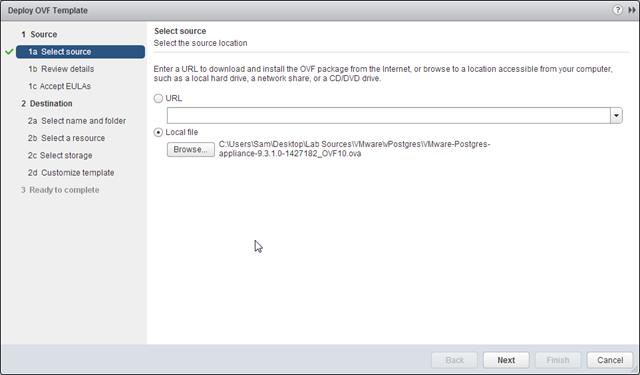 Deploy OVF Template
1 Source
1a Select source
1b Review details
1c Accept EULAs
2 Destination
2a Select name and folder
2b Select a resource
2c Select storage
2d Customize template
3 Ready to complete
Select source
Select the source location
Enter a URL to download and install the OVF package from the Internet, or browse to a location accessible from your computer,
such as a local hard drive, a network share, or a CD/DVD drive.
URL
Local file
Browse...
C:\Users\Sam\Desktop\Lab Sources\VMware\vPostgres\VMware-Postgres-
appliance-9.3.1.0-1427182_OVF10.ova
Back
Next
Finish
Cancel